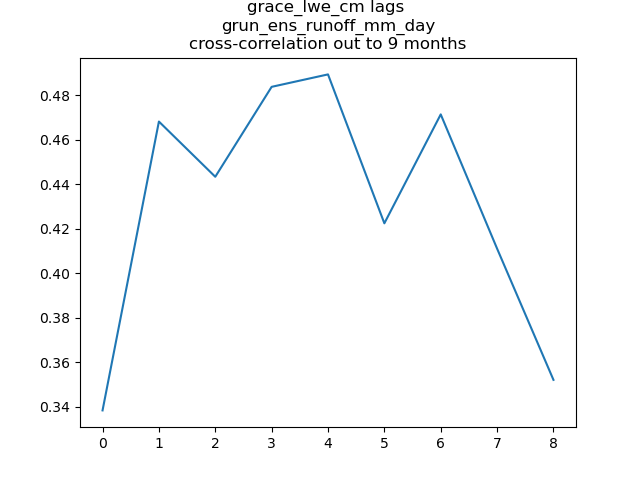 grace_lwe_cm lags
grun_ens_runoff_mm_day
cross-correlation out to 9 months
0.48
0.46
0.44
0.42
0.40
0.38
0.36
0.34
0 1 2 3 4 5 6 7 8